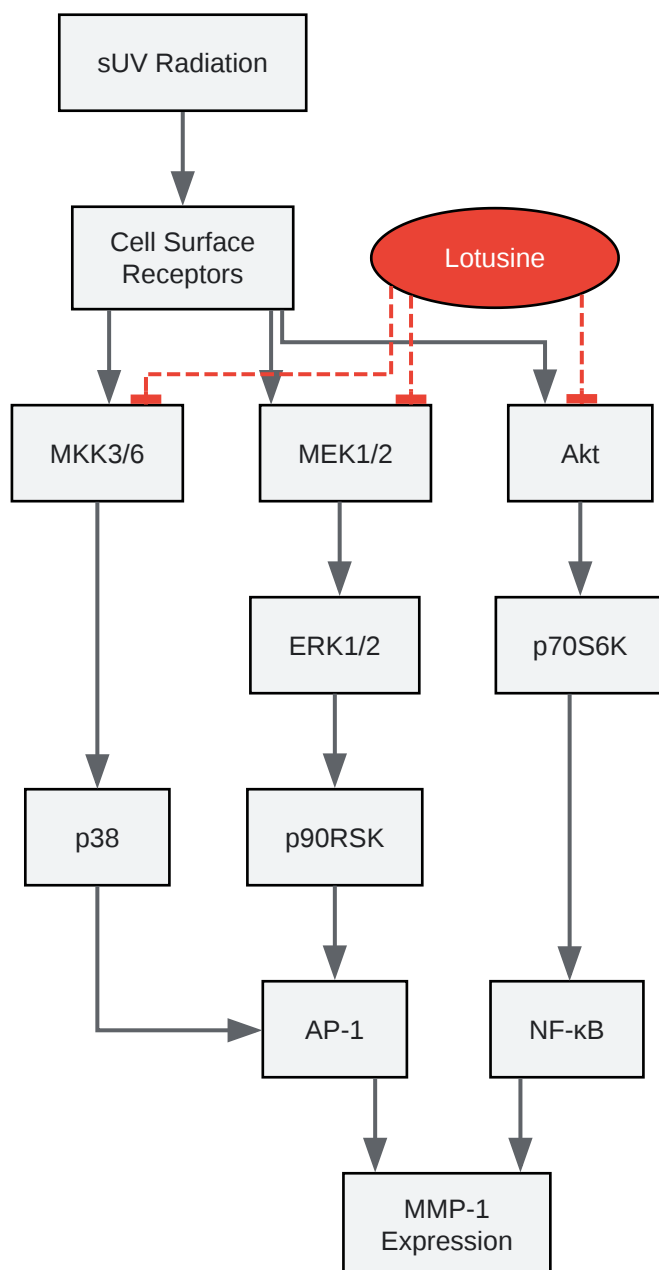 sUV Radiation
Cell Surface
Receptors
Lotusine
MKK3/6
MEK1/2
Akt
ERK1/2
p70S6K
p38
p90RSK
AP-1
NF-κB
MMP-1
Expression